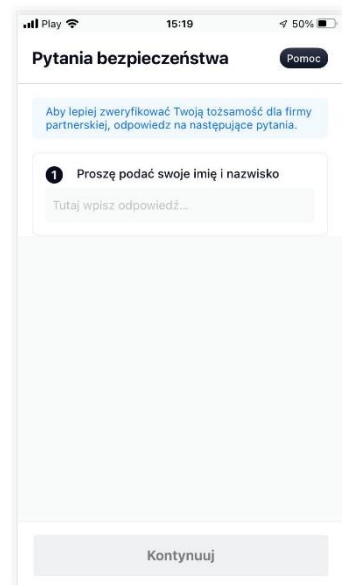 Play 15:19 50%
Pytania bezpieczeństwa Pomoc
Aby lepiej zweryfikować Twoją tożsamość dla firmy
partnerskiej, odpowiedz na następujące pytania.
1 Proszę podać swoje imię i nazwisko
Tutaj wpisz odpowiedź...
Kontynuuj